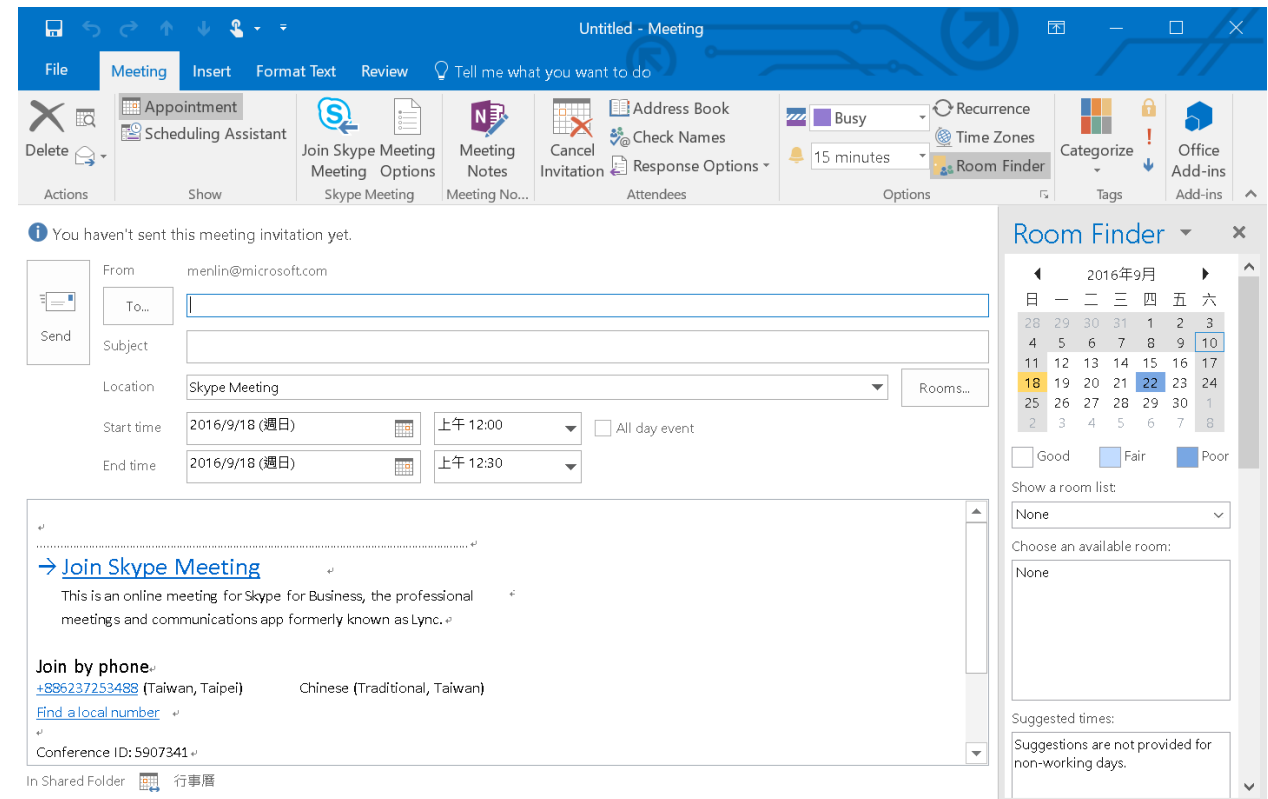 Untitled - Meeting
File Meeting Insert Format Text Review Tell me what you want to do
Delete
Actions
Appointment
Scheduling Assistant
Show
Join Skype Meeting
Meeting Options
Skype Meeting
Meeting
Notes
Meeting No...
Cancel
Invitation
Address Book
Check Names
Response Options
Attendees
Busy
15 minutes
Recurrence
Time Zones
Room Finder
Options
Categorize
Tags
Office
Add-ins
Add-ins
You haven't sent this meeting invitation yet.
Send
From menlin@microsoft.com
To...
Subject
Location Skype Meeting Rooms...
Start time 2016/9/18 (週日) 上午 12:00 All day event
End time 2016/9/18 (週日) 上午 12:30
→ Join Skype Meeting
This is an online meeting for Skype for Business, the professional
meetings and communications app formerly known as Lync.
Join by phone
+886237253488 (Taiwan, Taipei) Chinese (Traditional, Taiwan)
Find a local number
Conference ID: 5907341
In Shared Folder 行事曆
Room Finder
2016年9月
日 一 二 三 四 五 六
28 29 30 31 1 2 3
4 5 6 7 8 9 10
11 12 13 14 15 16 17
18 19 20 21 22 23 24
25 26 27 28 29 30 1
2 3 4 5 6 7 8
Good Fair Poor
Show a room list:
None
Choose an available room:
None
Suggested times:
Suggestions are not provided for
non-working days.